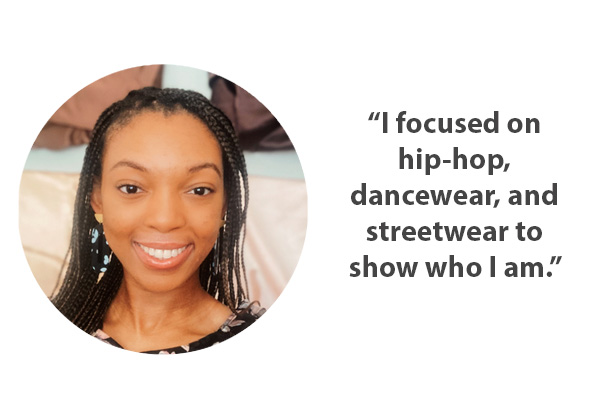 “I focused on
hip-hop,
dancewear, and
streetwear to
show who I am.”